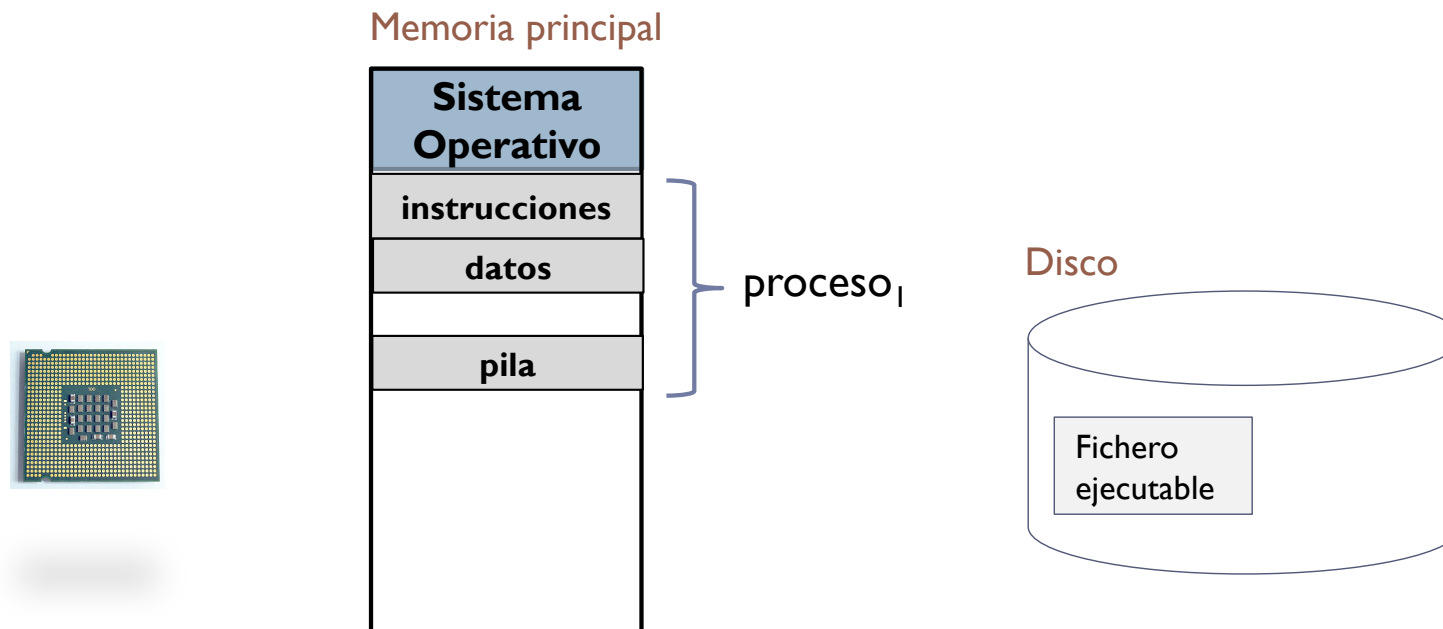 Memoria principal
Sistema
Operativo
instrucciones
datos
proceso1
pila
Disco
Fichero
ejecutable